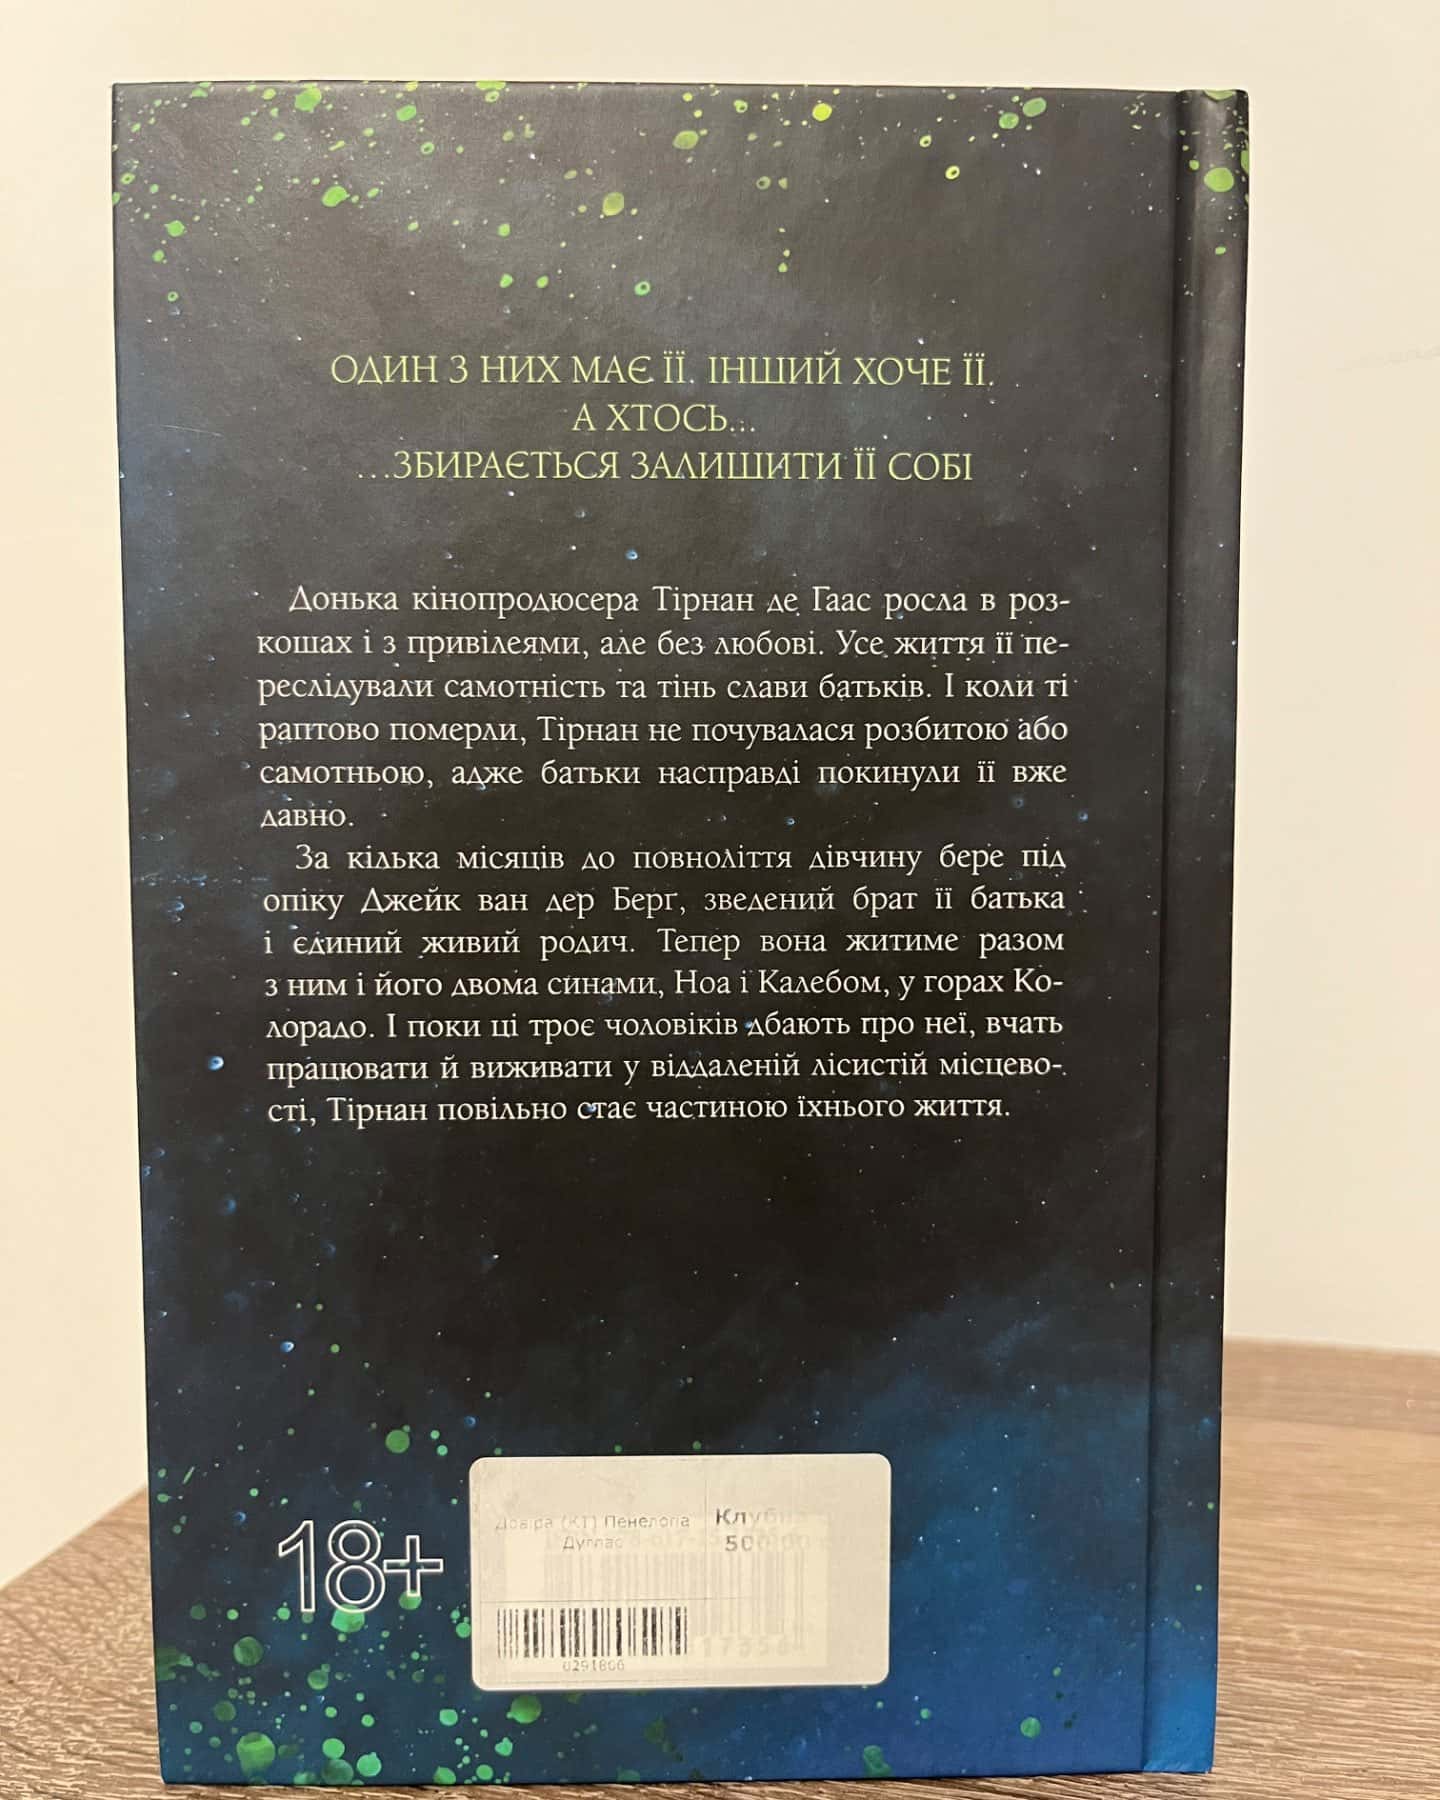 ОДИН З НИХ МАЄ ЇЇ. ІНШИЙ ХОЧЕ ЇЇ.
А ХТОСЬ...
...ЗБИРАЄТЬСЯ ЗАЛИШИТИ ЇЇ СОБІ
Донька кінопродюсера Тірнан де Гаас росла в роз-
кошах і з привілеями, але без любові. Усе життя її пе-
реслідували самотність та тінь слави батьків. І коли ті
раптово померли, Тірнан не почувалася розбитою або
самотньою, адже батьки насправді покинули її вже
давно.
За кілька місяців до повноліття дівчину бере під
опіку Джейк ван дер Берг, зведений брат її батька
і єдиний живий родич. Тепер вона житиме разом
з ним і його двома синами, Ноа і Калебом, у горах Ко-
лорадо. І поки ці троє чоловіків дбають про неї, вчать
працювати й виживати у віддаленій лісистій місцево-
сті, Тірнан повільно стає частиною їхнього життя.
18+
Довіра (КТ) Пенелопа
Дуглас
500.00
0291806